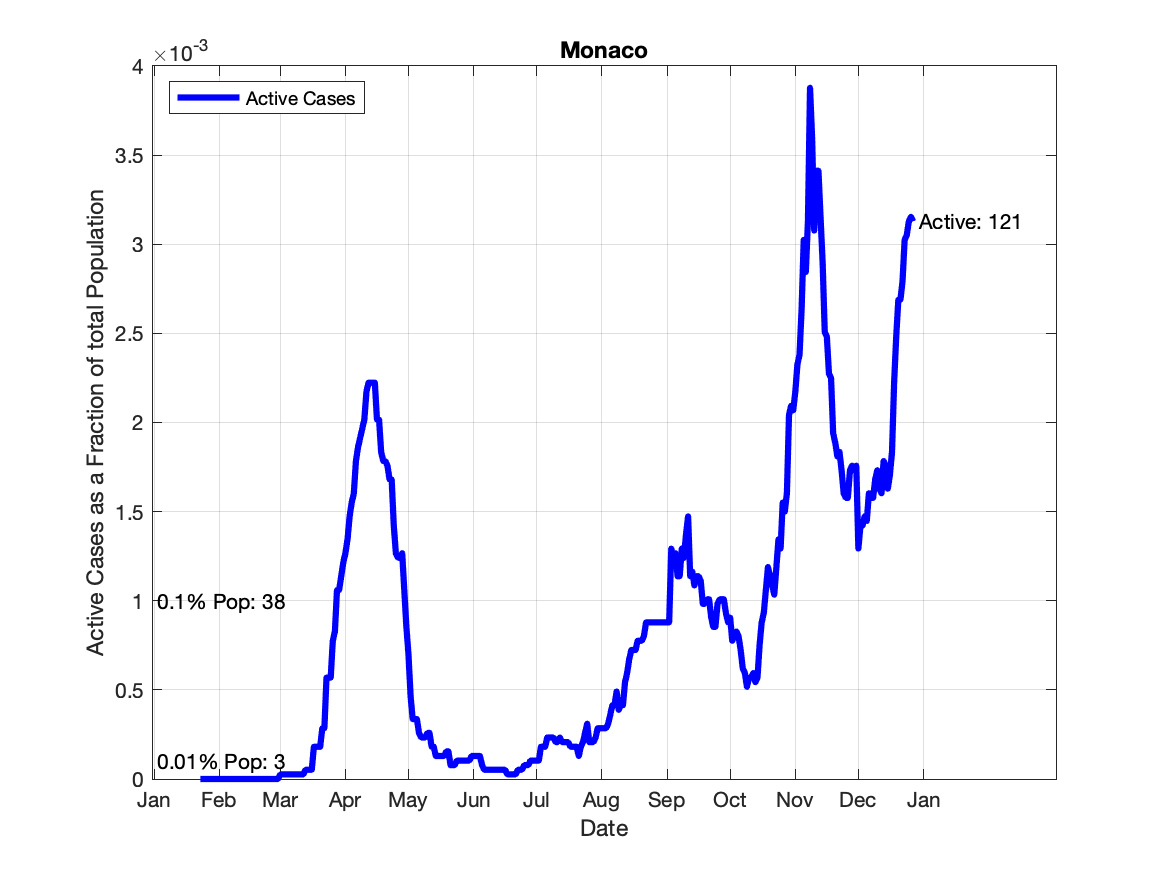 Monaco
×10-3
4
3.5
3
2.5
2
1.5
1
0.5
0
Active Cases as a Fraction of total Population
Active Cases
Active: 121
0.1% Pop: 38
0.01% Pop: 3
Jan Feb Mar Apr May Jun Jul Aug Sep Oct Nov Dec Jan
Date